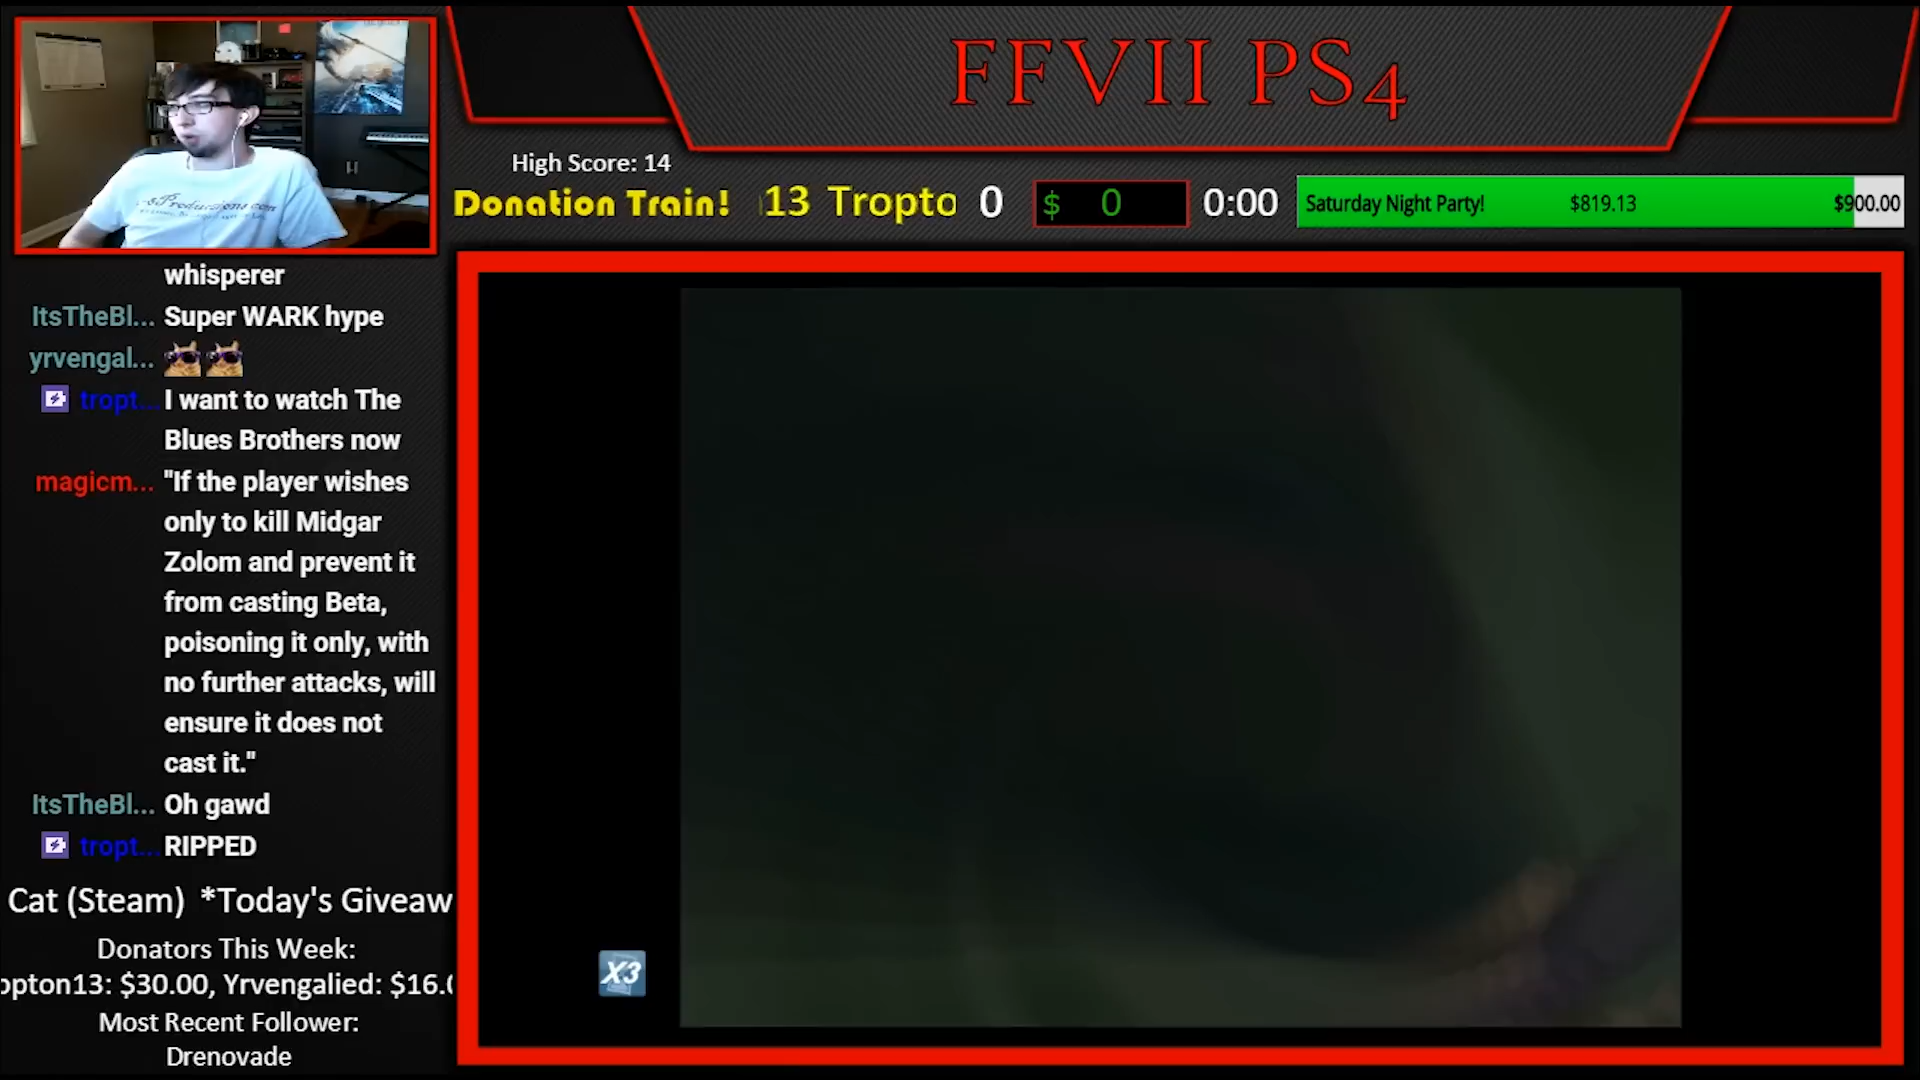 FFVII PS4
High Score: 14
Donation Train! 13 Tropto 0 $ 0 0:00 Saturday Night Party! $819.13 $900.00
whisperer
ItsTheBl... Super WARK hype
yrvengal...
tropt... I want to watch The
Blues Brothers now
magicm... "If the player wishes
only to kill Midgar
Zolom and prevent it
from casting Beta,
poisoning it only, with
no further attacks, will
ensure it does not
cast it."
ItsTheBl... Oh gawd
tropt... RIPPED
Cat (Steam) *Today's Giveaw
Donators This Week:
opton13: $30.00, Yrvengalied: $16.0
Most Recent Follower:
Drenovade
X3